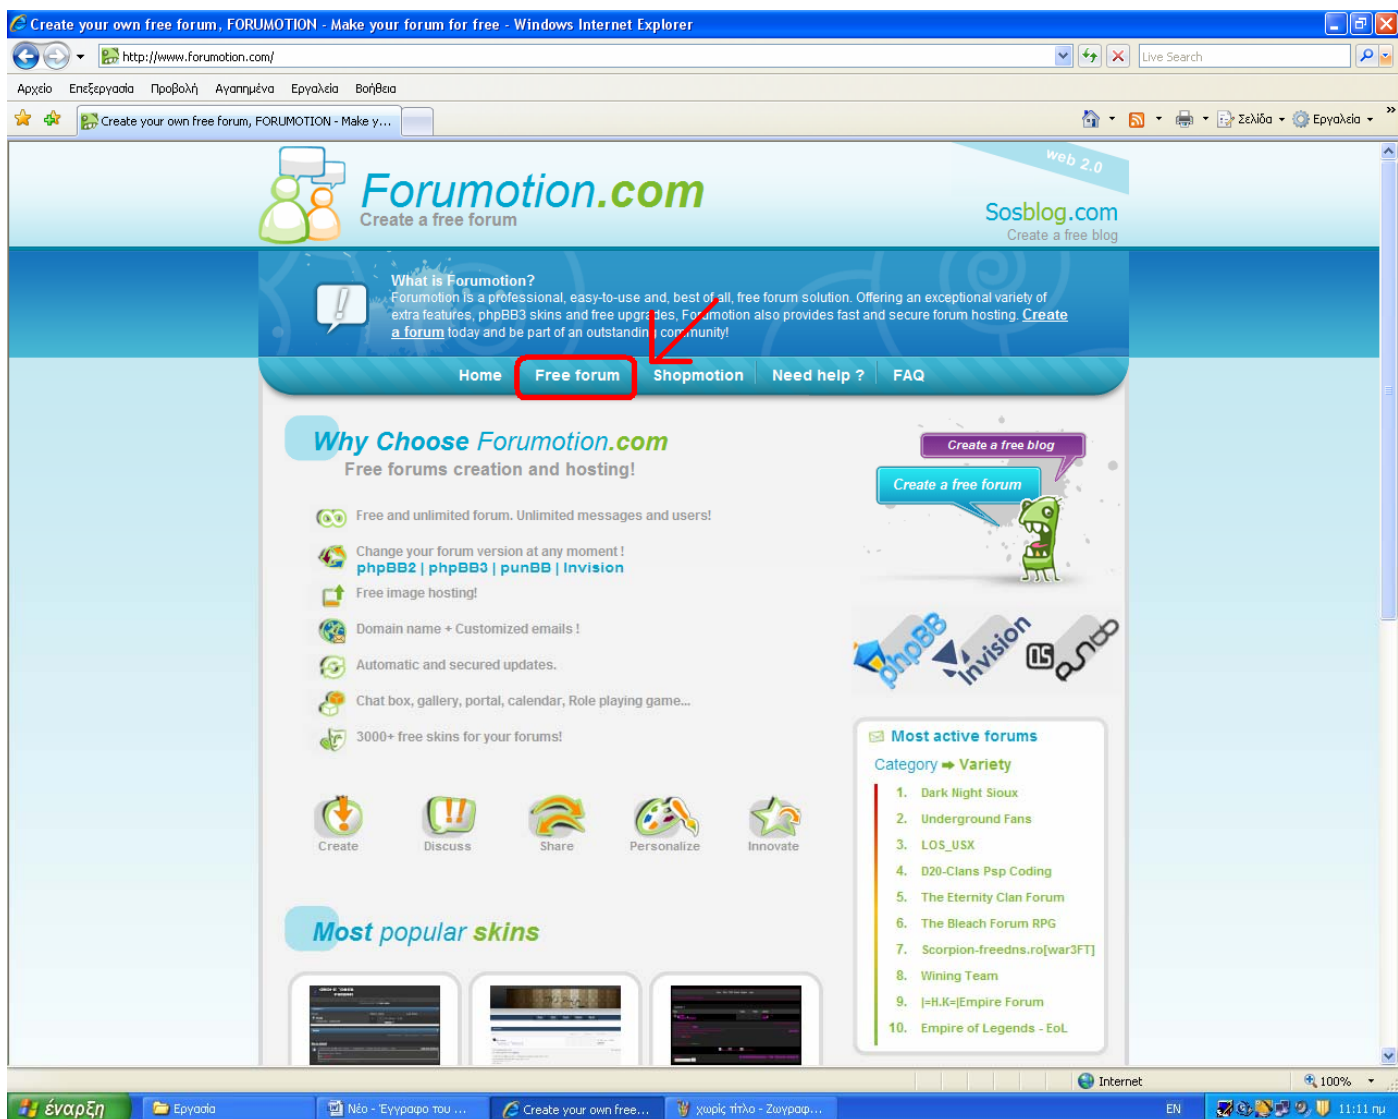 Create your own free forum, FORUMOTION - Make your forum for free - Windows Internet Explorer
http://www.forumotion.com/
Live Search
Αρχείο Επεξεργασία Προβολή Αγαπημένα Εργαλεία Βοήθεια
Create your own free forum, FORUMOTION - Make y...
Σελίδα Εργαλεία
web 2.0
Forumotion.com
Create a free forum
Sosblog.com
Create a free blog
What is Forumotion?
Forumotion is a professional, easy-to-use and, best of all, free forum solution. Offering an exceptional variety of
extra features, phpBB3 skins and free upgrades, Forumotion also provides fast and secure forum hosting. Create
a forum today and be part of an outstanding community!
Home Free forum Shopmotion Need help ? FAQ
Why Choose Forumotion.com
Free forums creation and hosting!
Free and unlimited forum. Unlimited messages and users!
Change your forum version at any moment !
phpBB2 | phpBB3 | punBB | Invision
Free image hosting!
Domain name + Customized emails !
Automatic and secured updates.
Chat box, gallery, portal, calendar, Role playing game...
3000+ free skins for your forums!
Create Discuss Share Personalize Innovate
Most popular skins
Create a free blog
Create a free forum
phpBB Invision punBB
Most active forums
Category ➡ Variety
1. Dark Night Sioux
2. Underground Fans
3. LOS_USX
4. D20-Clans Psp Coding
5. The Eternity Clan Forum
6. The Bleach Forum RPG
7. Scorpion-freedns.ro[war3FT]
8. Wining Team
9. |=H.K=|Empire Forum
10. Empire of Legends - EoL
Internet 100%
έναρξη Εργασία Νέο - Έγγραφο του ... Create your own free... χωρίς τίτλο - Ζωγραφ... EN 11:11 πμ